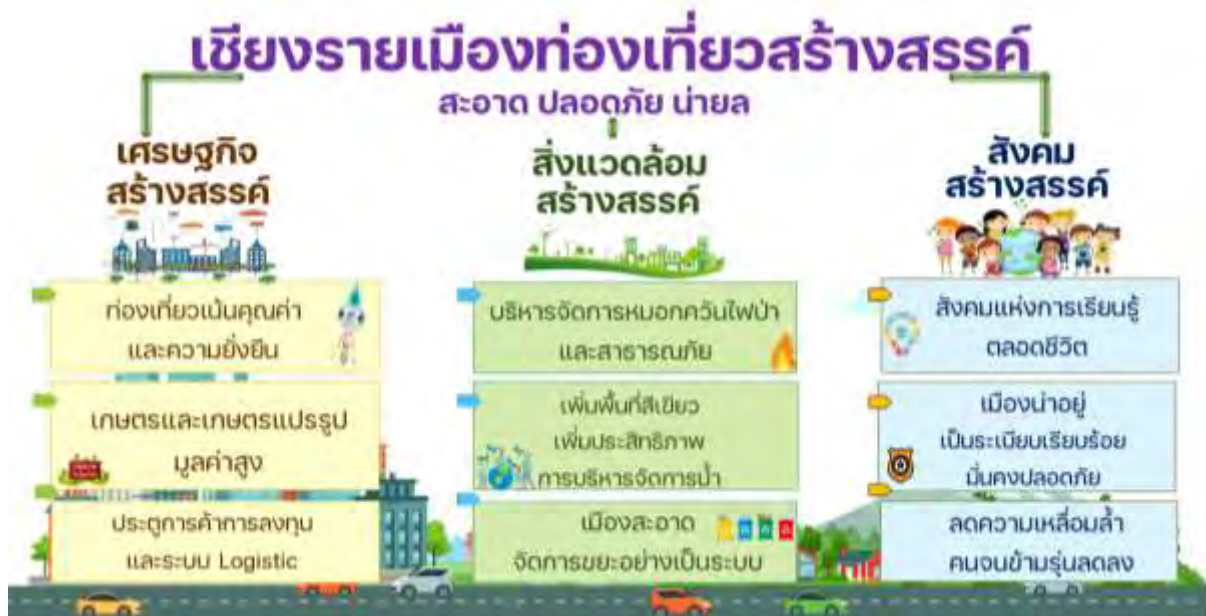 เชียงรายเมืองท่องเที่ยวสร้างสรรค์
สะอาด ปลอดภัย น่ายล
เศรษฐกิจ
สร้างสรรค์
ท่องเที่ยวเน้นคุณค่า
และความยั่งยืน
เกษตรและเกษตรแปรรูป
มูลค่าสูง
ประตูการค้าการลงทุน
และระบบ Logistic
สิ่งแวดล้อม
สร้างสรรค์
บริหารจัดการหมอกควันไฟป่า
และสาธารณภัย
เพิ่มพื้นที่สีเขียว
เพิ่มประสิทธิภาพ
การบริหารจัดการน้ำ
เมืองสะอาด
จัดการขยะอย่างเป็นระบบ
สังคม
สร้างสรรค์
สังคมแห่งการเรียนรู้
ตลอดชีวิต
เมืองน่าอยู่
เป็นระเบียบเรียบร้อย
มั่นคงปลอดภัย
ลดความเหลื่อมล้ำ
คนจนข้ามรุ่นลดลง